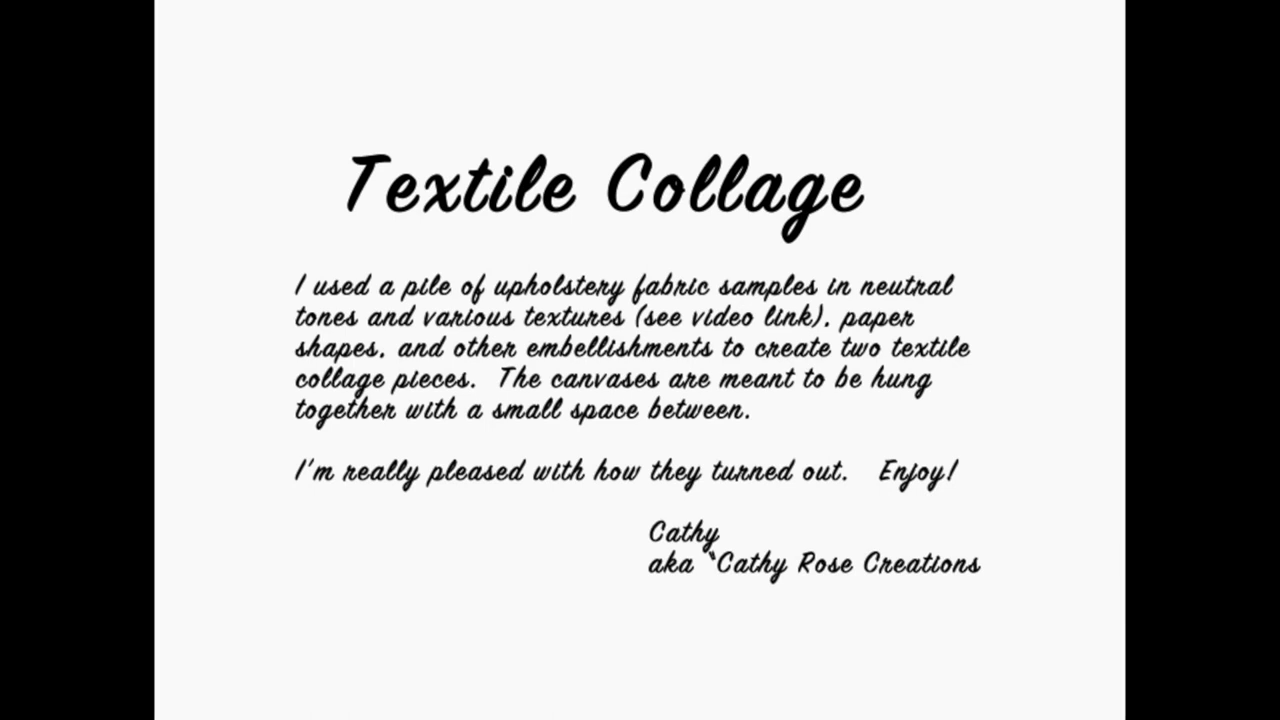 Textile Collage
I used a pile of upholstery fabric samples in neutral
tones and various textures (see video link), paper
shapes, and other embellishments to create two textile
collage pieces.  The canvases are meant to be hung
together with a small space between.
I'm really pleased with how they turned out.   Enjoy!
Cathy
aka "Cathy Rose Creations